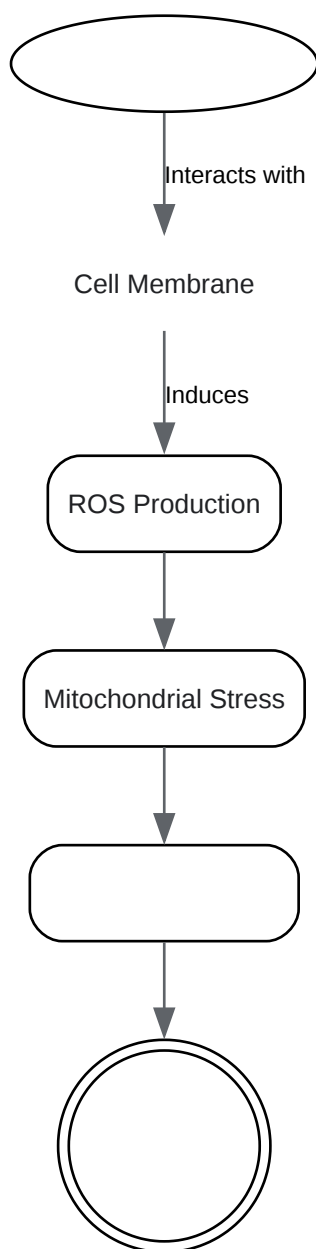 Interacts with
Cell Membrane
Induces
ROS Production
Mitochondrial Stress